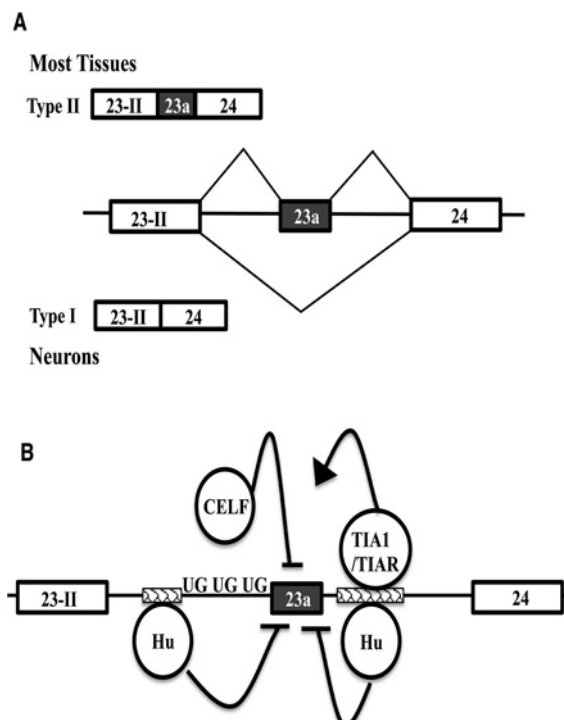 A
Most Tissues
Type II 23-II 23a 24
23-II 23a 24
Type I 23-II 24
Neurons
B
CELF
TIA1
/TIAR
UG UG UG
23-II 23a 24
Hu Hu